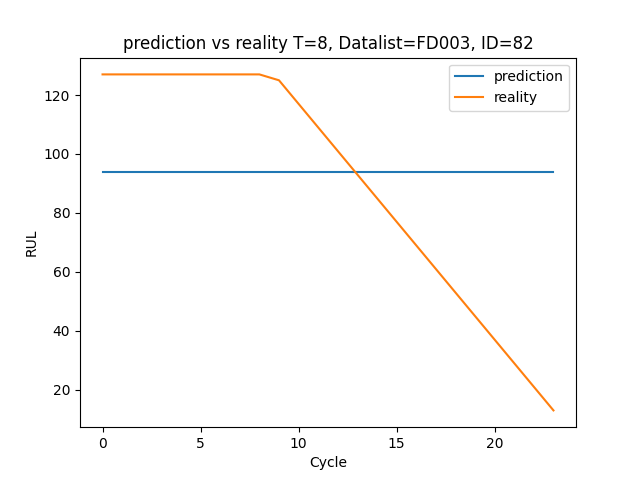 prediction vs reality T=8, Datalist=FD003, ID=82
prediction
reality
120
100
80
60
40
20
RUL
0 5 10 15 20
Cycle